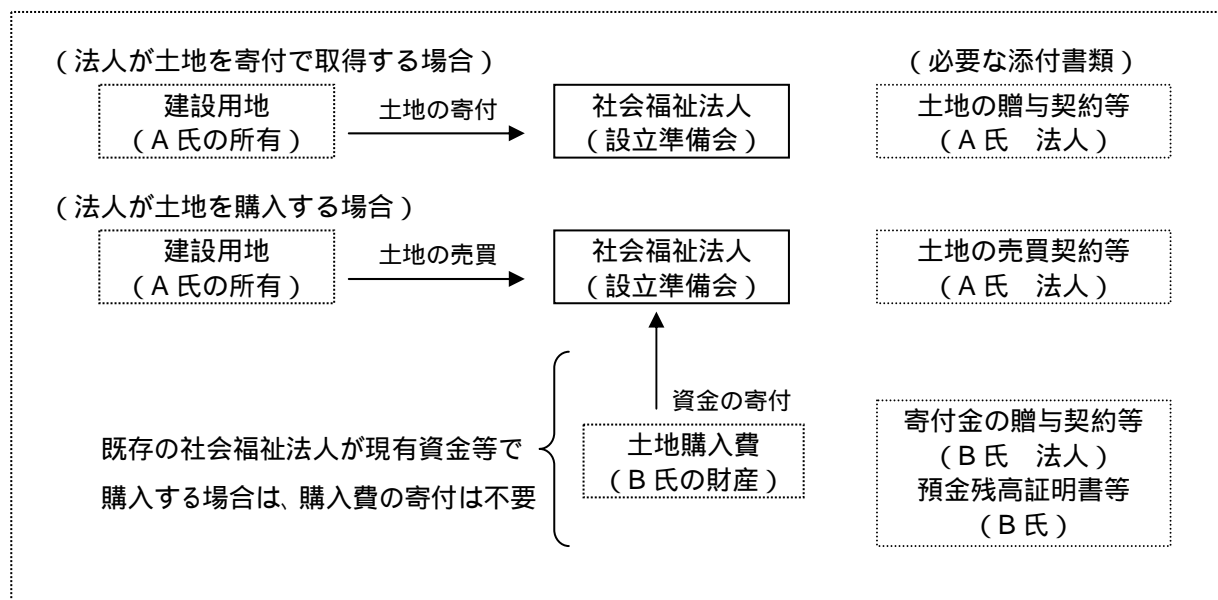 (法人が土地を寄付で取得する場合)
(必要な添付書類)
建設用地
(A氏の所有)
土地の寄付
社会福祉法人
(設立準備会)
土地の贈与契約等
(A氏 法人)
(法人が土地を購入する場合)
建設用地
(A氏の所有)
土地の売買
社会福祉法人
(設立準備会)
土地の売買契約等
(A氏 法人)
資金の寄付
既存の社会福祉法人が現有資金等で
購入する場合は、購入費の寄付は不要
土地購入費
(B氏の財産)
寄付金の贈与契約等
(B氏 法人)
預金残高証明書等
(B氏)